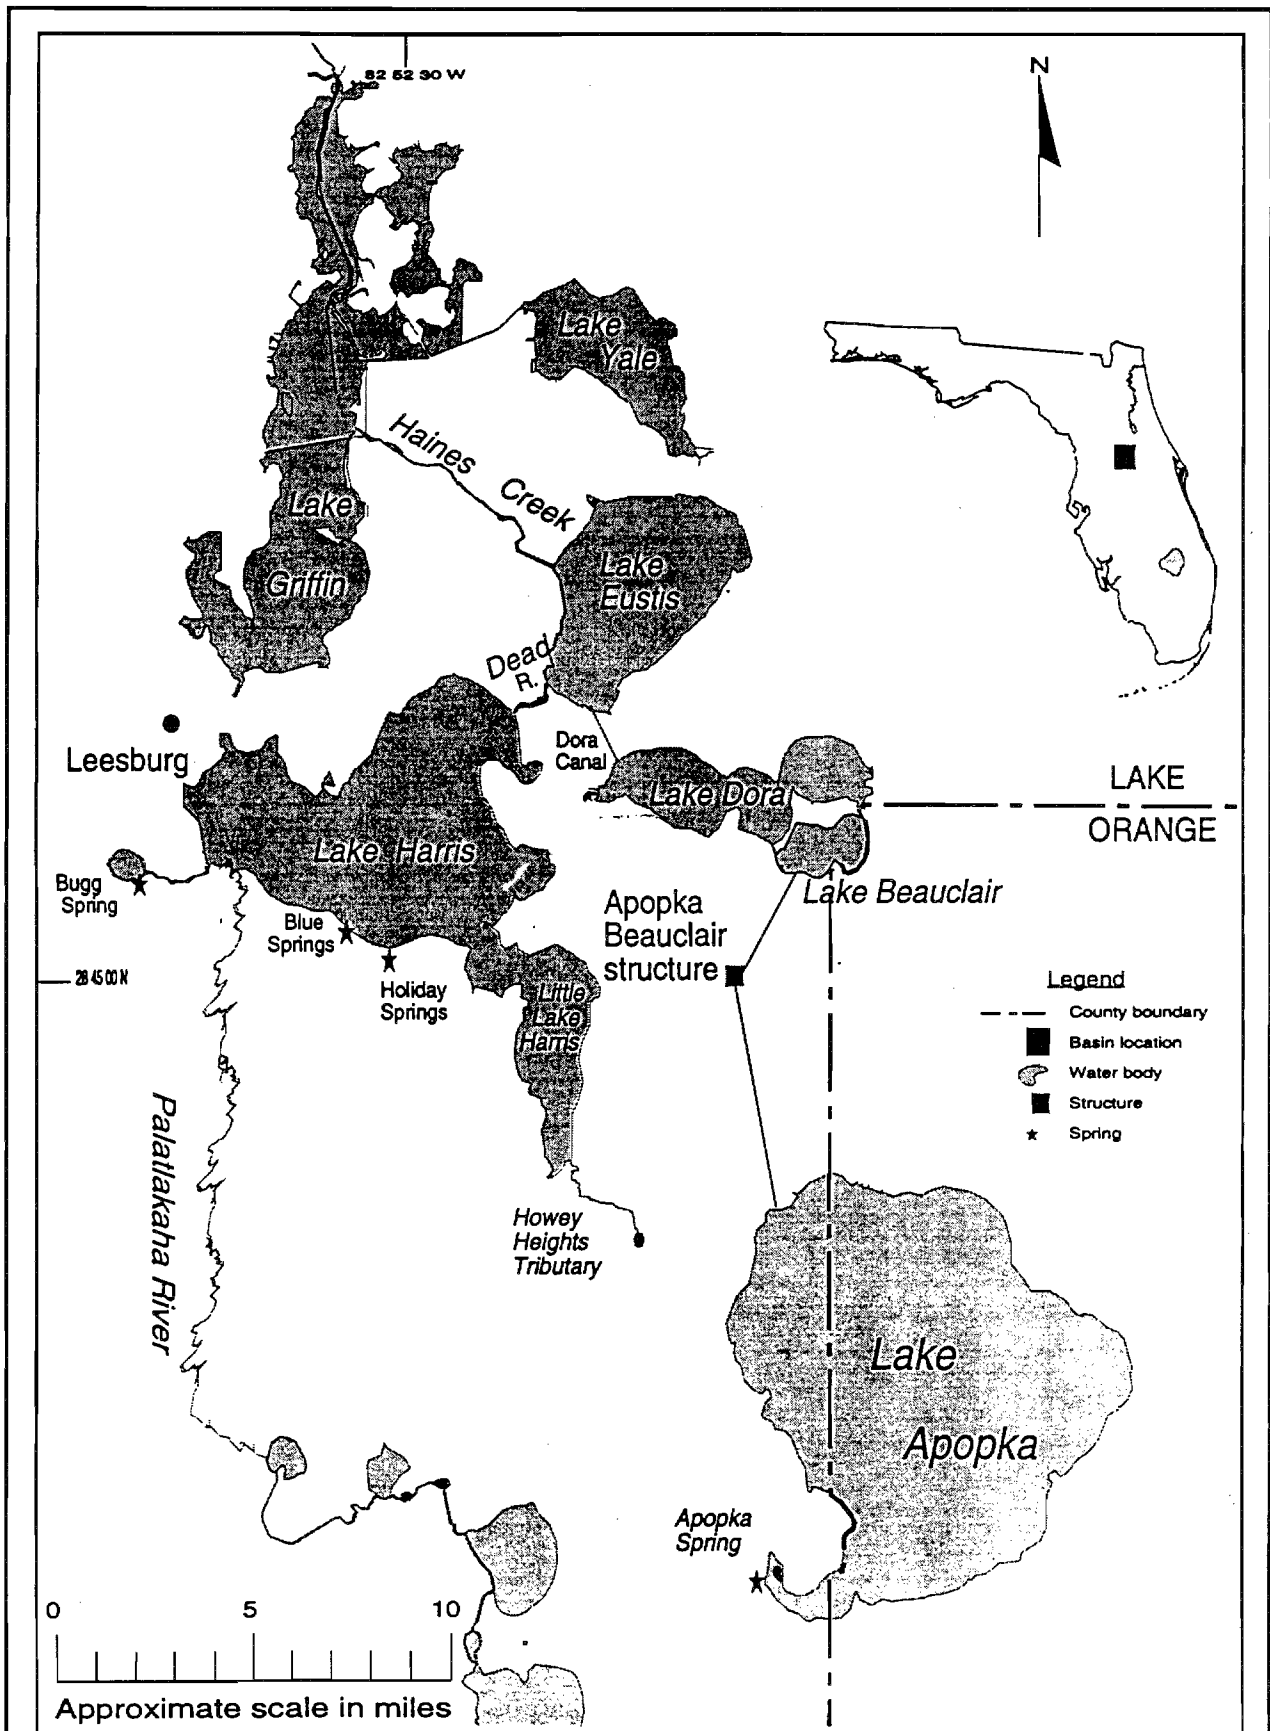 82 52 30 W
N
Lake
Yale
Haines
Creek
Lake
Griffin
Lake
Eustis
Dead
R.
Leesburg
Dora
Canal
Lake Dora
LAKE
ORANGE
Lake Harris
Bugg
Spring
Lake Beauclair
Apopka
Beauclair
structure
Blue
Springs
28 45 00 N
Holiday
Springs
Little
Lake
Harris
Legend
County boundary
Basin location
Water body
Structure
Spring
Palatlakaha River
Howey
Heights
Tributary
Lake
Apopka
Apopka
Spring
0 5 10
Approximate scale in miles